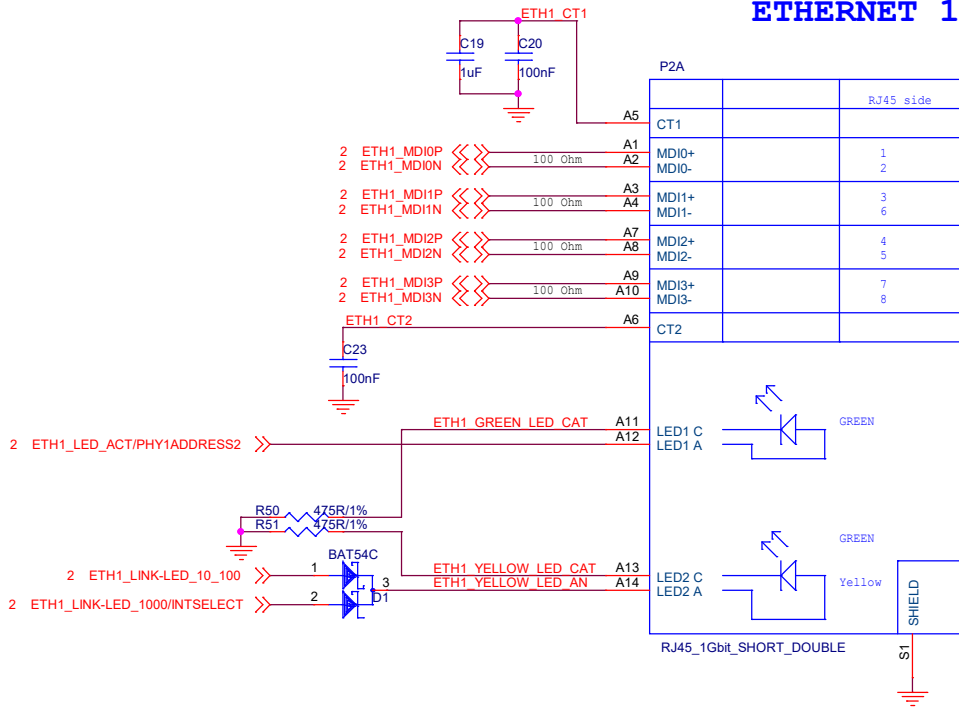 ETHERNET 1
ETH1_CT1
C19
C20
1uF
100nF
P2A
RJ45 side
A5
CT1
2 ETH1_MDI0P
100 Ohm
A1
MDI0+
1
2 ETH1_MDI0N
A2
MDI0-
2
2 ETH1_MDI1P
100 Ohm
A3
MDI1+
3
2 ETH1_MDI1N
A4
MDI1-
6
2 ETH1_MDI2P
100 Ohm
A7
MDI2+
4
2 ETH1_MDI2N
A8
MDI2-
5
2 ETH1_MDI3P
100 Ohm
A9
MDI3+
7
2 ETH1_MDI3N
A10
MDI3-
8
ETH1_CT2
A6
CT2
C23
100nF
ETH1_GREEN_LED_CAT
A11
LED1 C
GREEN
2 ETH1_LED_ACT/PHY1ADDRESS2
A12
LED1 A
R50
475R/1%
R51
475R/1%
BAT54C
GREEN
2 ETH1_LINK-LED_10_100
1
ETH1_YELLOW_LED_CAT
A13
LED2 C
3
ETH1_YELLOW_LED_AN
A14
LED2 A
Yellow
2 ETH1_LINK-LED_1000/INTSELECT
2
D1
SHIELD
RJ45_1Gbit_SHORT_DOUBLE
S1